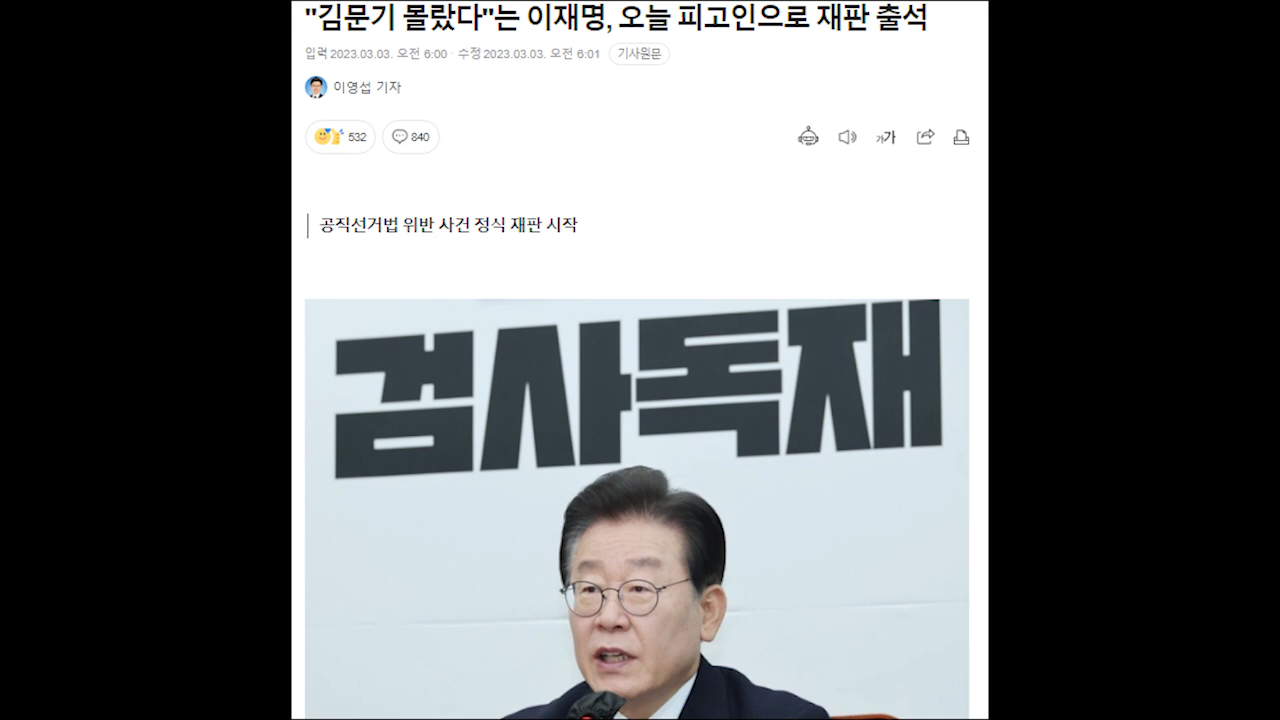 "김문기 몰랐다"는 이재명, 오늘 피고인으로 재판 출석
입력 2023.03.03. 오전 6:00 · 수정 2023.03.03. 오전 6:01 기사원문
이영섭 기자
532 840
가가
공직선거법 위반 사건 정식 재판 시작
검사독재